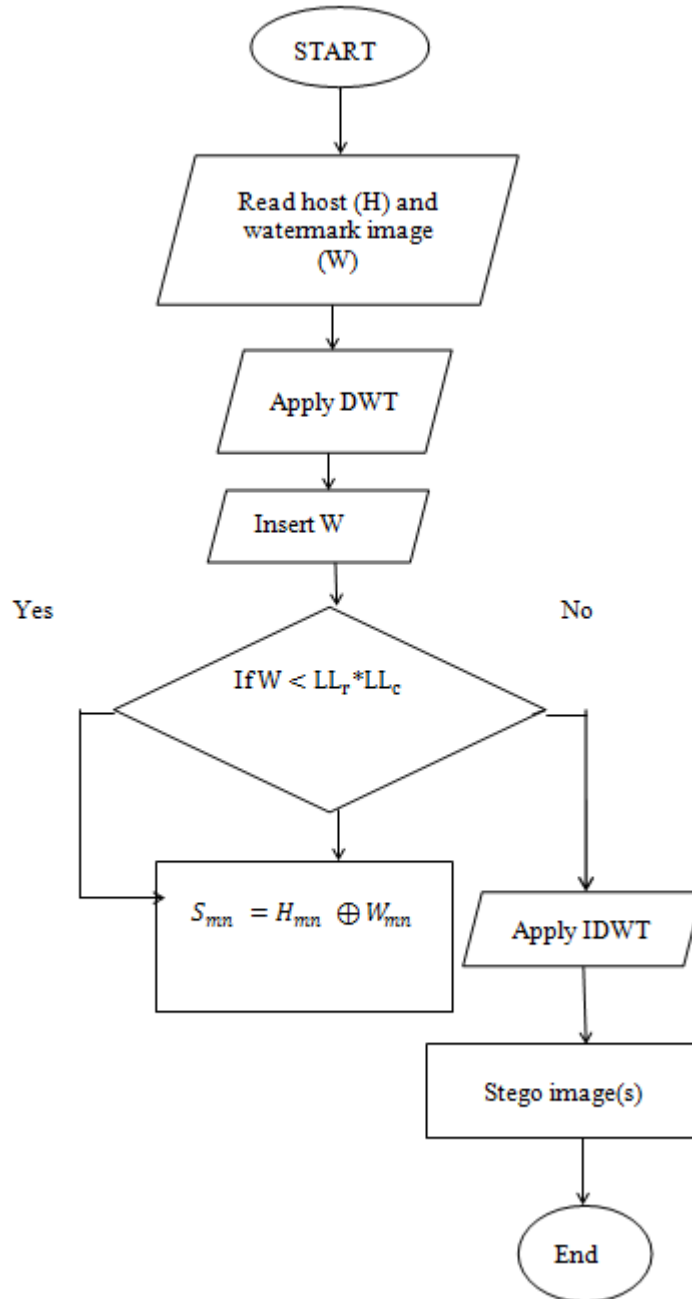 START
Read host (H) and
watermark image
(W)
Apply DWT
Insert W
Yes
No
If W < LLr*LLc
Smn = Hmn ⊕ Wmn
Apply IDWT
Stego image(s)
End